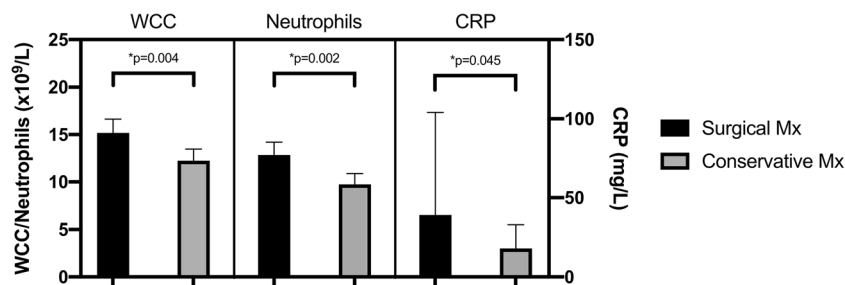 WCC Neutrophils CRP
25
20
15
10
5
0
WCC/Neutrophils (x10⁹/L)
*p=0.004
*p=0.002
*p=0.045
150
100
50
0
CRP (mg/L)
Surgical Mx
Conservative Mx